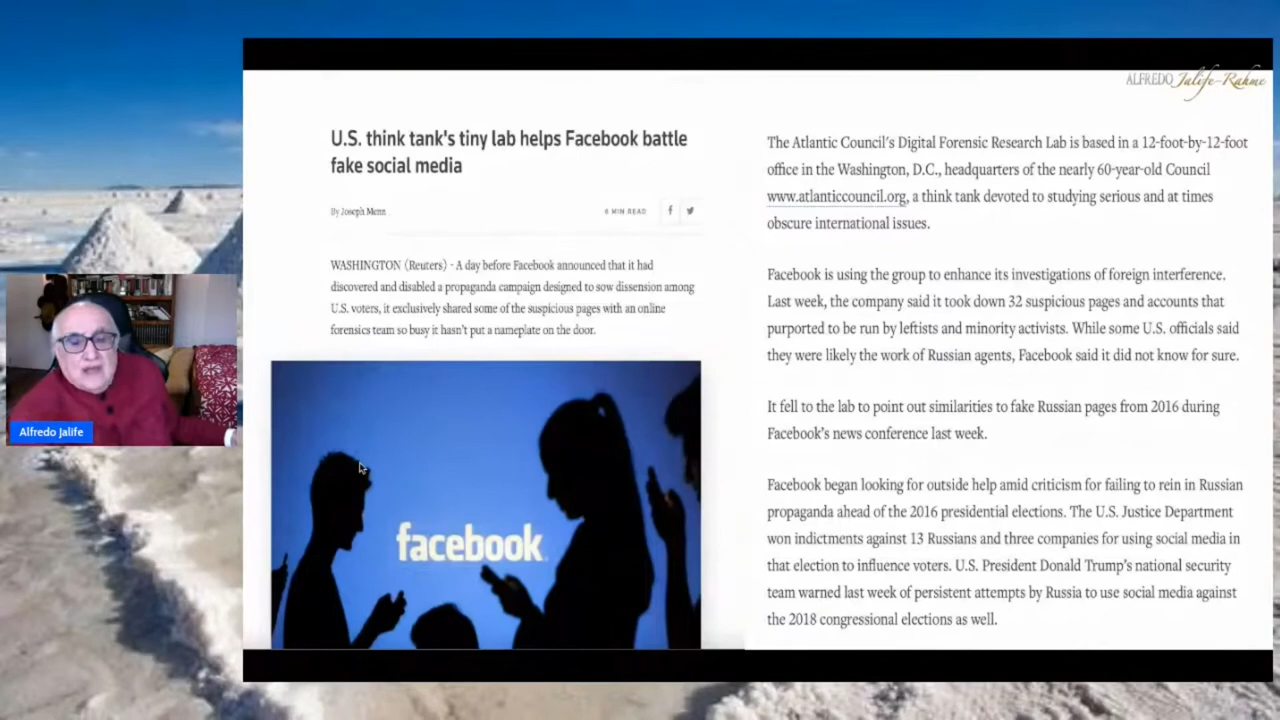 ALFREDO Jalife-Rahme
U.S. think tank's tiny lab helps Facebook battle
fake social media
By Joseph Menn
6 MIN READ
WASHINGTON (Reuters) - A day before Facebook announced that it had
discovered and disabled a propaganda campaign designed to sow dissension among
U.S. voters, it exclusively shared some of the suspicious pages with an online
forensics team so busy it hasn't put a nameplate on the door.
facebook
The Atlantic Council's Digital Forensic Research Lab is based in a 12-foot-by-12-foot
office in the Washington, D.C., headquarters of the nearly 60-year-old Council
www.atlanticcouncil.org, a think tank devoted to studying serious and at times
obscure international issues.
Facebook is using the group to enhance its investigations of foreign interference.
Last week, the company said it took down 32 suspicious pages and accounts that
purported to be run by leftists and minority activists. While some U.S. officials said
they were likely the work of Russian agents, Facebook said it did not know for sure.
It fell to the lab to point out similarities to fake Russian pages from 2016 during
Facebook's news conference last week.
Facebook began looking for outside help amid criticism for failing to rein in Russian
propaganda ahead of the 2016 presidential elections. The U.S. Justice Department
won indictments against 13 Russians and three companies for using social media in
that election to influence voters. U.S. President Donald Trump's national security
team warned last week of persistent attempts by Russia to use social media against
the 2018 congressional elections as well.
Alfredo Jalife